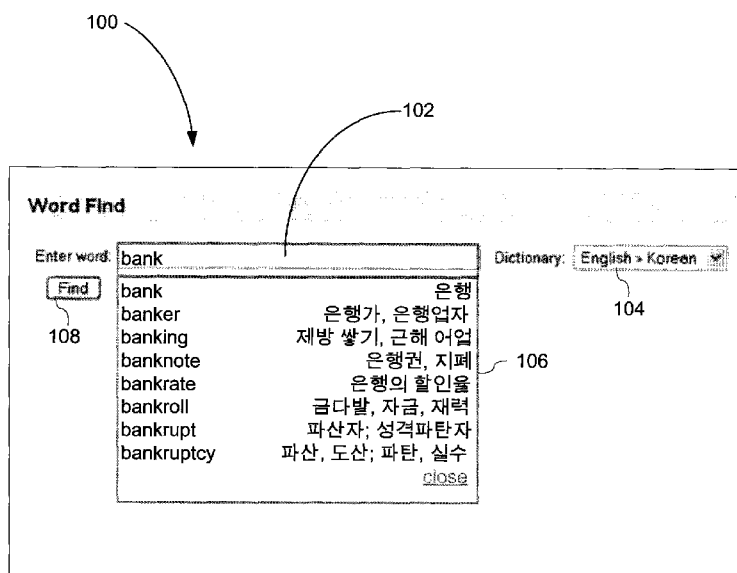 100
102
Word Find
Enter word: bank Dictionary: English » Korean
Find bank 은행
banker 은행가, 은행업자
104
108 banking 제방 쌓기, 근해 어업
banknote 은행권, 지폐
106
bankrate 은행의 할인율
bankroll 금다발, 자금, 재력
bankrupt 파산자; 성격파탄자
bankruptcy 파산, 도산; 파탄, 실수
close